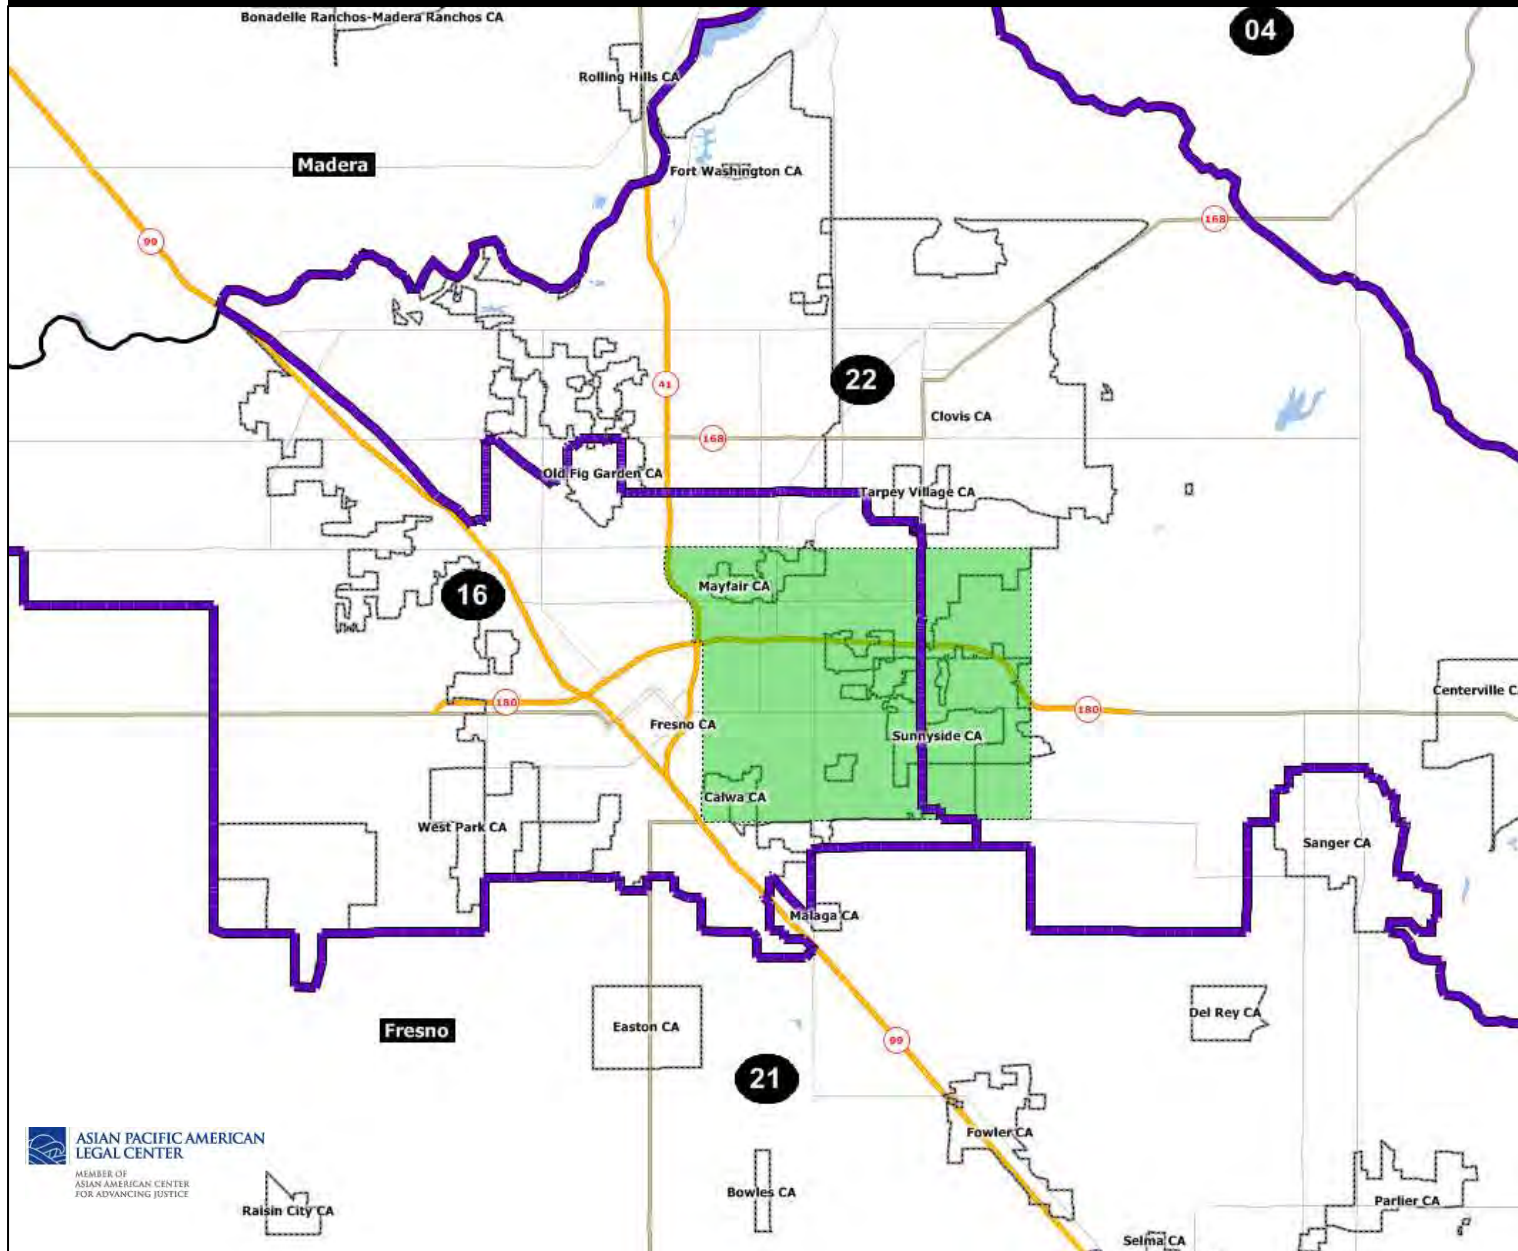 Bonadelle Ranchos-Madera Ranchos CA
04
Rolling Hills CA
Madera
Fort Washington CA
168
99
41
22
Clovis CA
168
Old Fig Garden CA
Tarpey Village CA
Mayfair CA
16
Centerville C
180
180
Fresno CA
Sunnyside CA
Calwa CA
West Park CA
Sanger CA
Malaga CA
Del Rey CA
Easton CA
Fresno
99
21
Fowler CA
ASIAN PACIFIC AMERICAN
LEGAL CENTER
MEMBER OF
ASIAN AMERICAN CENTER
FOR ADVANCING JUSTICE
Bowles CA
Parlier CA
Raisin City CA
Selma CA